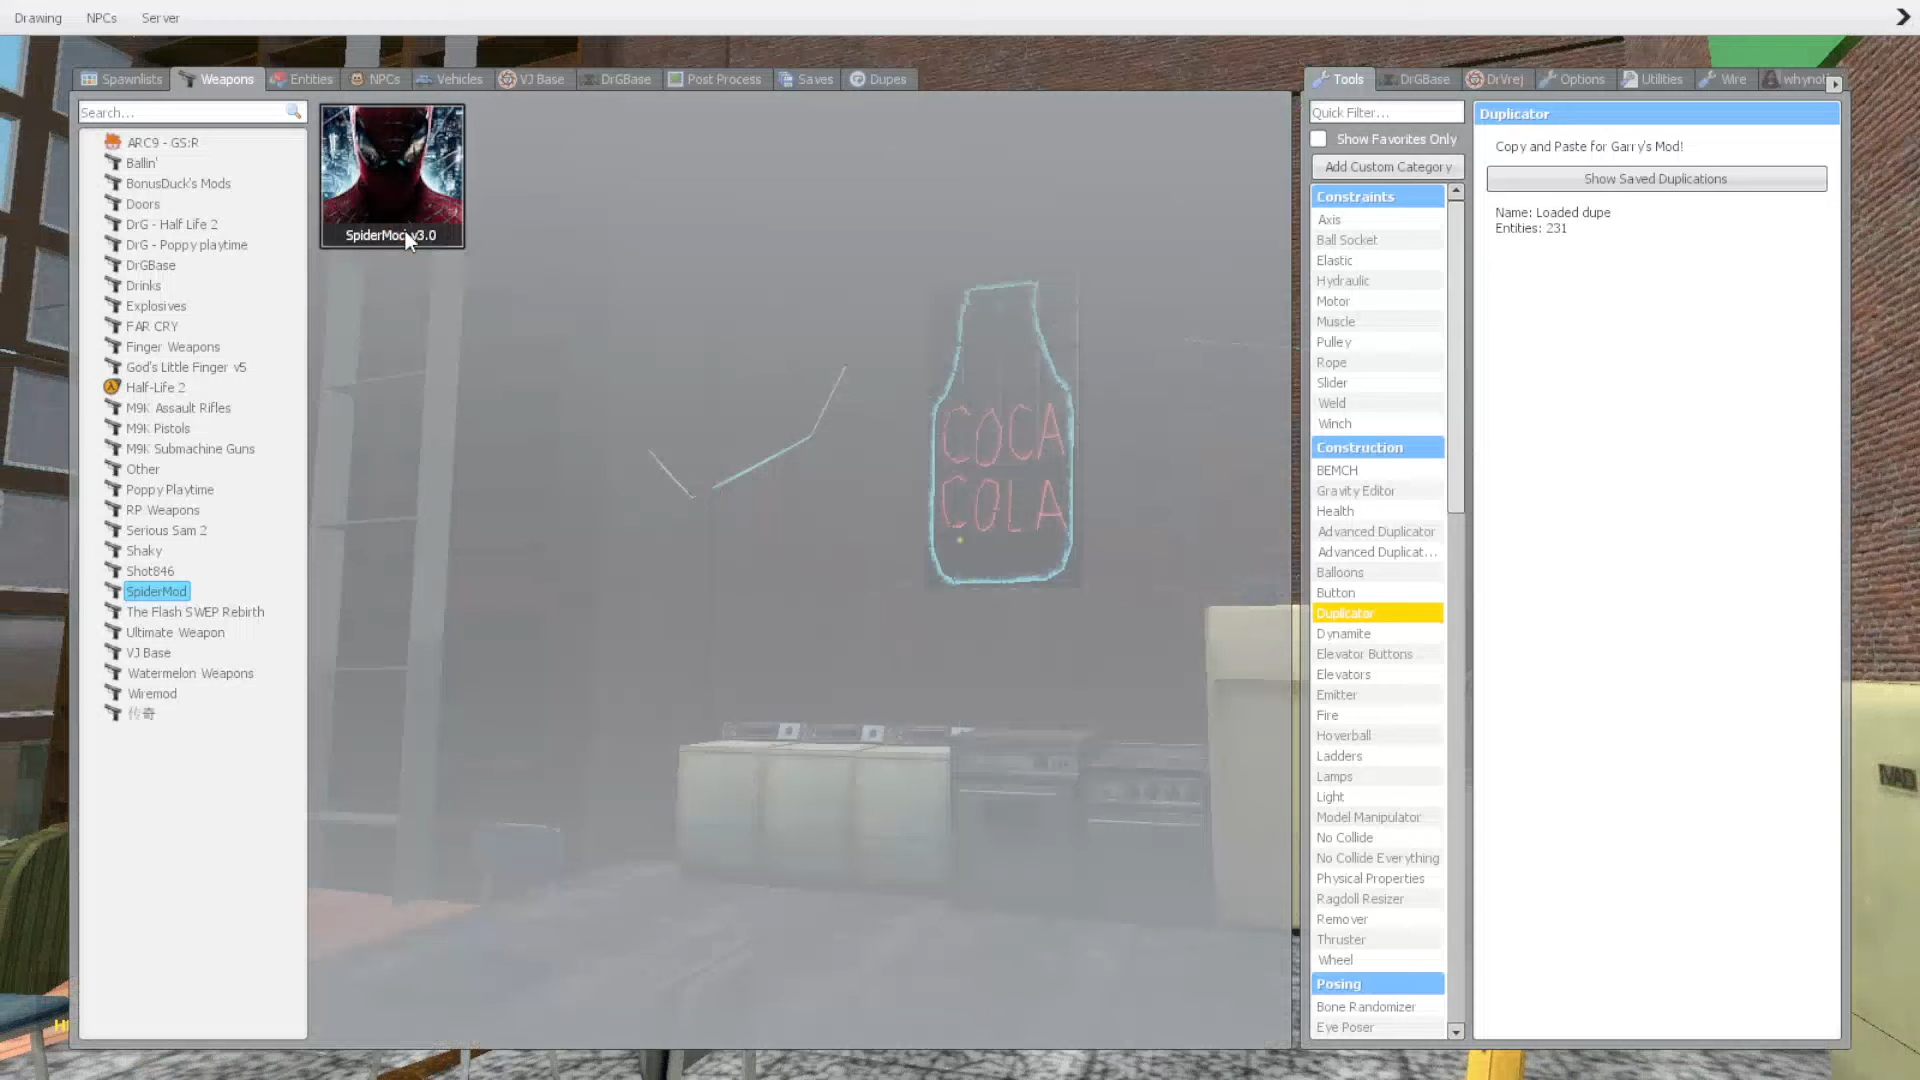 Drawing NPCs Server
Spawnlists Weapons Entities NPCs Vehicles VJ Base DrGBase Post Process Saves Dupes
Search...
ARC9 - GS:R
Ballin'
BonusDuck's Mods
Doors
DrG - Half Life 2
DrG - Poppy playtime
DrGBase
Drinks
Explosives
FAR CRY
Finger Weapons
God's Little Finger v5
Half-Life 2
M9K Assault Rifles
M9K Pistols
M9K Submachine Guns
Other
Poppy Playtime
RP Weapons
Serious Sam 2
Shaky
Shot846
SpiderMod
The Flash SWEP Rebirth
Ultimate Weapon
VJ Base
Watermelon Weapons
Wiremod
传奇
SpiderMod v3.0
COCA
COLA
Tools DrGBase DrVrej Options Utilities Wire whynot
Quick Filter...
Show Favorites Only
Add Custom Category
Constraints
Axis
Ball Socket
Elastic
Hydraulic
Motor
Muscle
Pulley
Rope
Slider
Weld
Winch
Construction
BEMCH
Gravity Editor
Health
Advanced Duplicator
Advanced Duplicat...
Balloons
Button
Duplicator
Dynamite
Elevator Buttons
Elevators
Emitter
Fire
Hoverball
Ladders
Lamps
Light
Model Manipulator
No Collide
No Collide Everything
Physical Properties
Ragdoll Resizer
Remover
Thruster
Wheel
Posing
Bone Randomizer
Eye Poser
Duplicator
Copy and Paste for Garry's Mod!
Show Saved Duplications
Name: Loaded dupe
Entities: 231